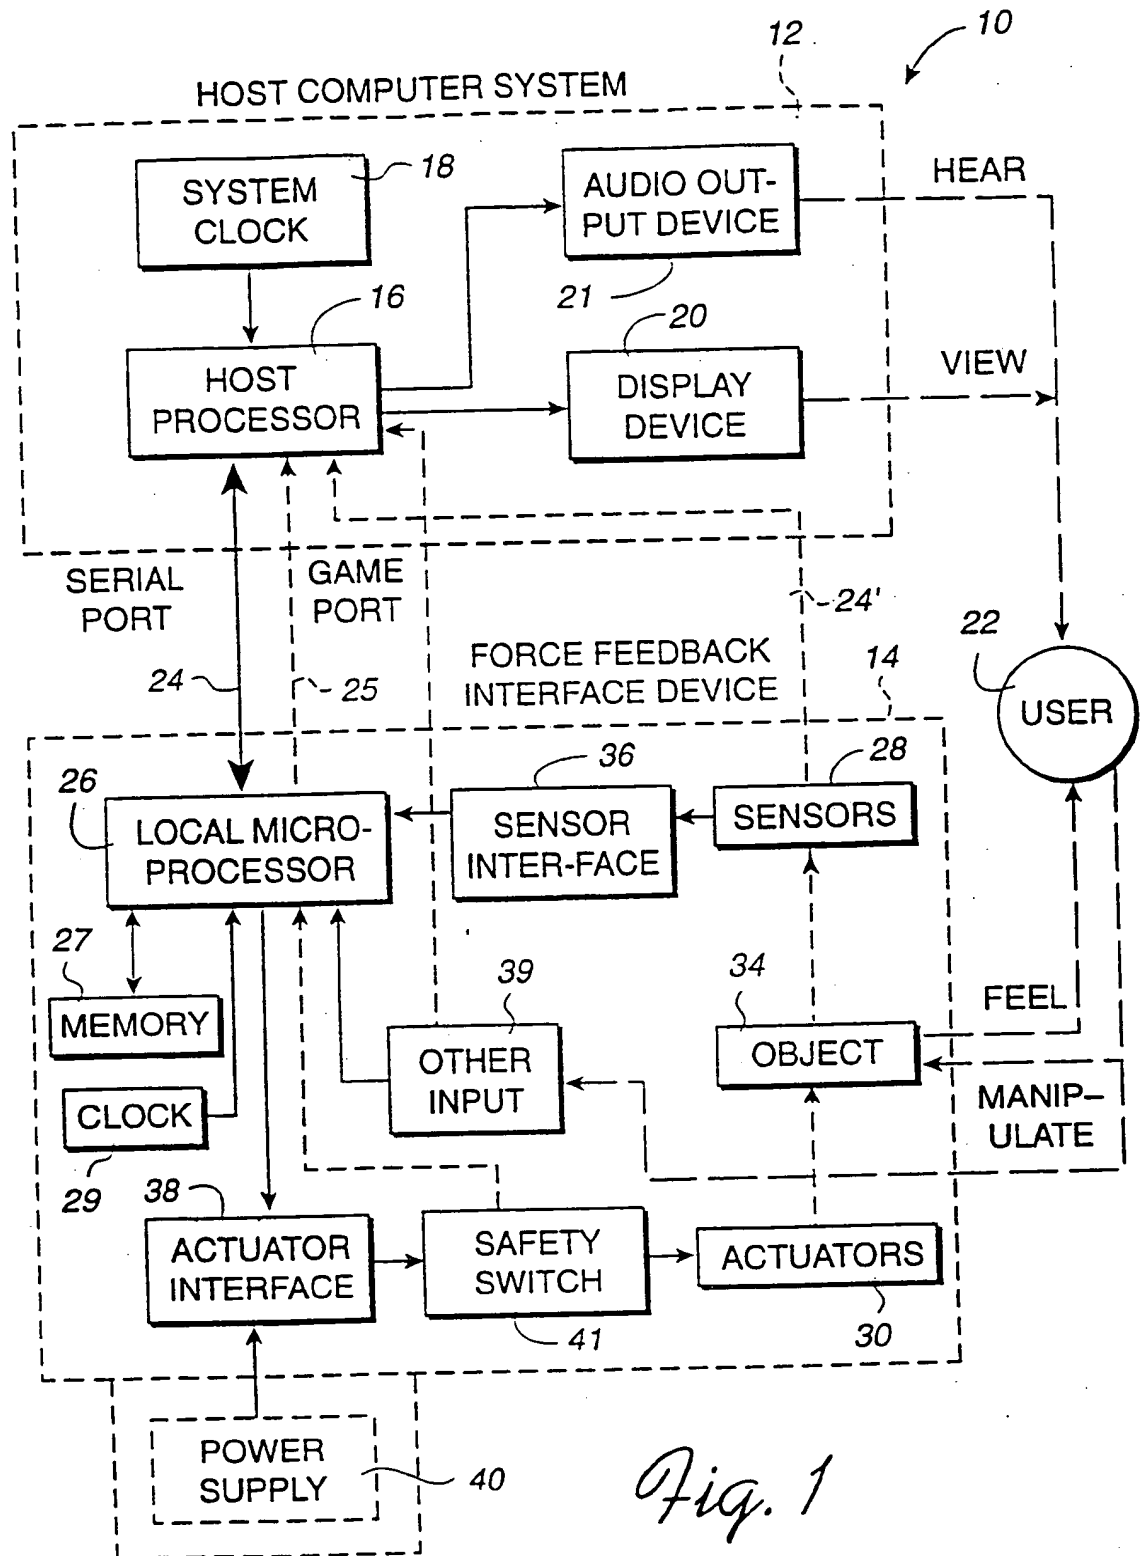 10
12
HOST COMPUTER SYSTEM
SYSTEM
CLOCK
18
AUDIO OUT-
PUT DEVICE
21
HEAR
16
HOST
PROCESSOR
20
DISPLAY
DEVICE
VIEW
SERIAL
PORT
GAME
PORT
24
25
24'
FORCE FEEDBACK
INTERFACE DEVICE
14
22
USER
26
LOCAL MICRO-
PROCESSOR
36
SENSOR
INTER-FACE
28
SENSORS
27
MEMORY
CLOCK
29
39
OTHER
INPUT
34
OBJECT
FEEL
MANIP-
ULATE
38
ACTUATOR
INTERFACE
SAFETY
SWITCH
41
ACTUATORS
30
POWER
SUPPLY
40
Fig. 1